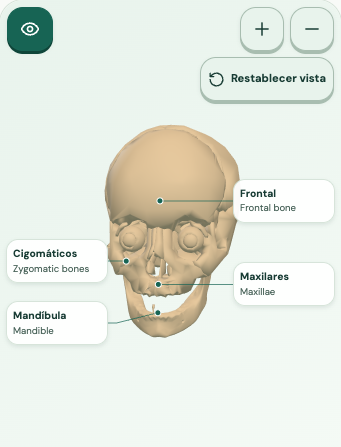 Restablecer vista
Frontal
Frontal bone
Cigomáticos
Zygomatic bones
Maxilares
Maxillae
Mandíbula
Mandible